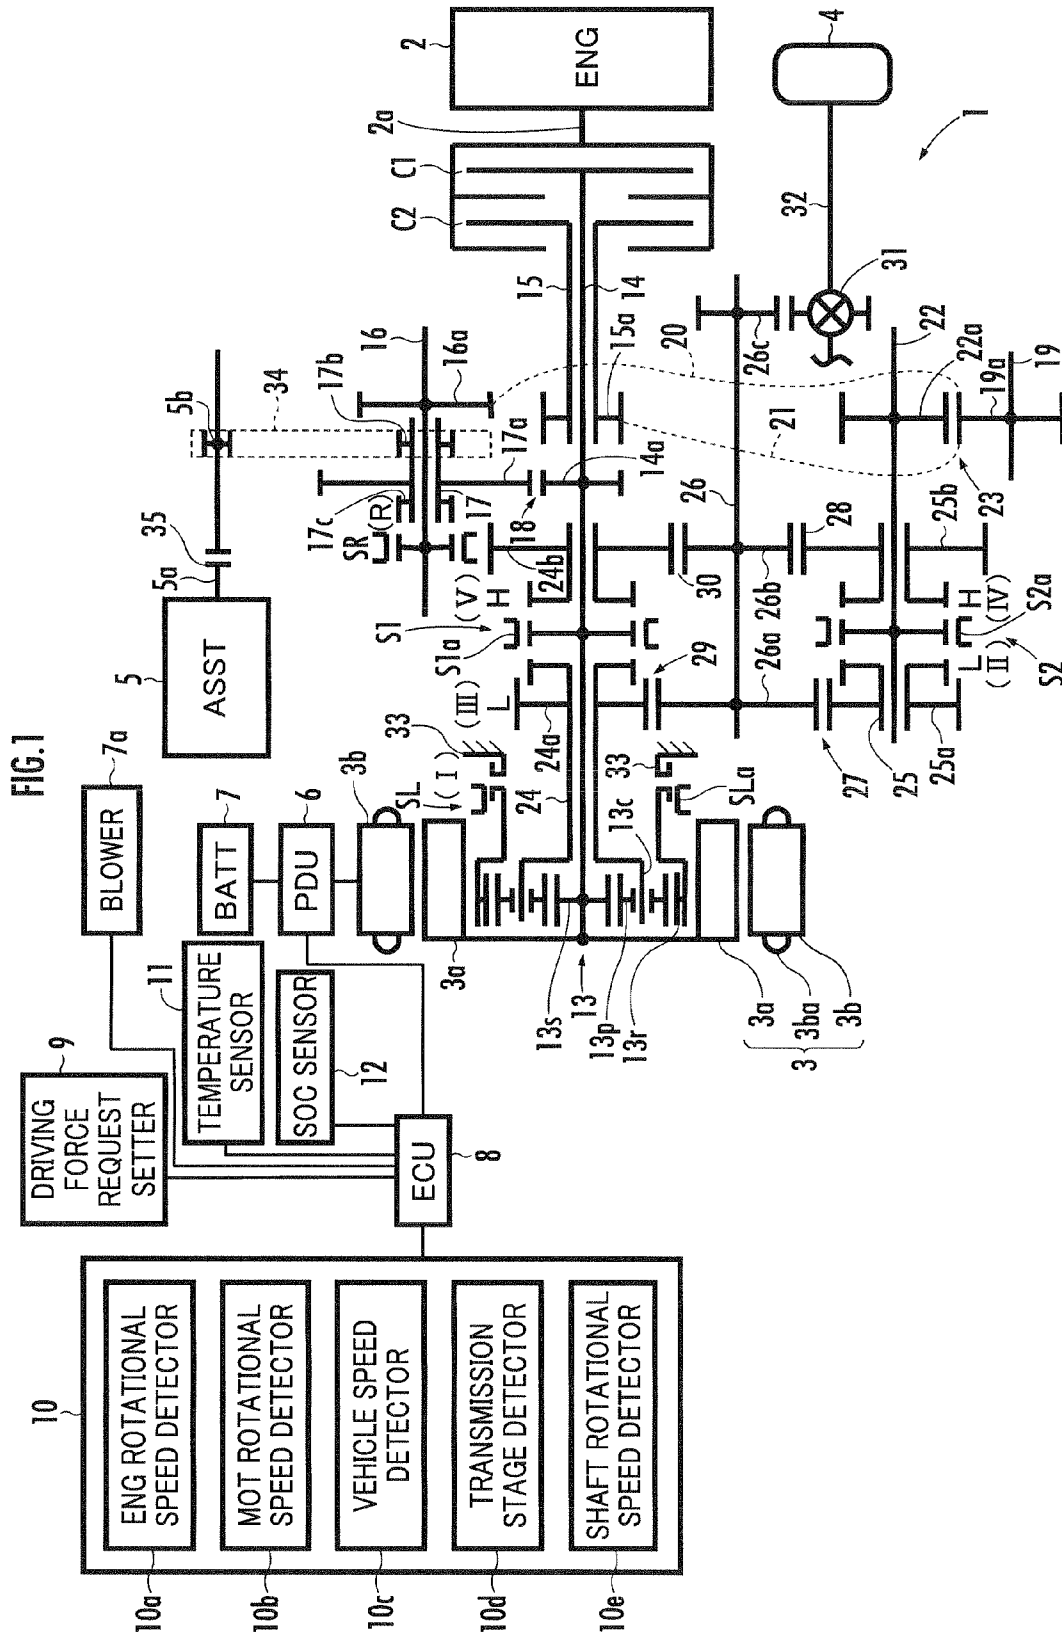 FIG.1
10
ENG ROTATIONAL
SPEED DETECTOR
10a
MOT ROTATIONAL
SPEED DETECTOR
10b
VEHICLE SPEED
DETECTOR
10c
TRANSMISSION
STAGE DETECTOR
10d
SHAFT ROTATIONAL
SPEED DETECTOR
10e
DRIVING
FORCE
REQUEST
SETTER
9
TEMPERATURE
SENSOR
11
SOC SENSOR
12
ECU
8
BLOWER
7a
BATT
7
PDU
6
3b
3a
ASST
5
5a
35
5b
34
SL
(I)
33
(III)
L
24a
24
S1
S1a
(V)
H
24b
SR
(R)
17c
17
17b
17a
18
14a
16
16a
15
15a
14
C2
C1
2a
ENG
2
4
32
1
31
26c
20
21
26
22
22a
19a
19
23
25b
28
30
26b
29
26a
H
(IV)
S2a
S2
L
(II)
25a
25
27
33
SLa
13c
13s
13
13p
13r
3a
3ba
3b
3